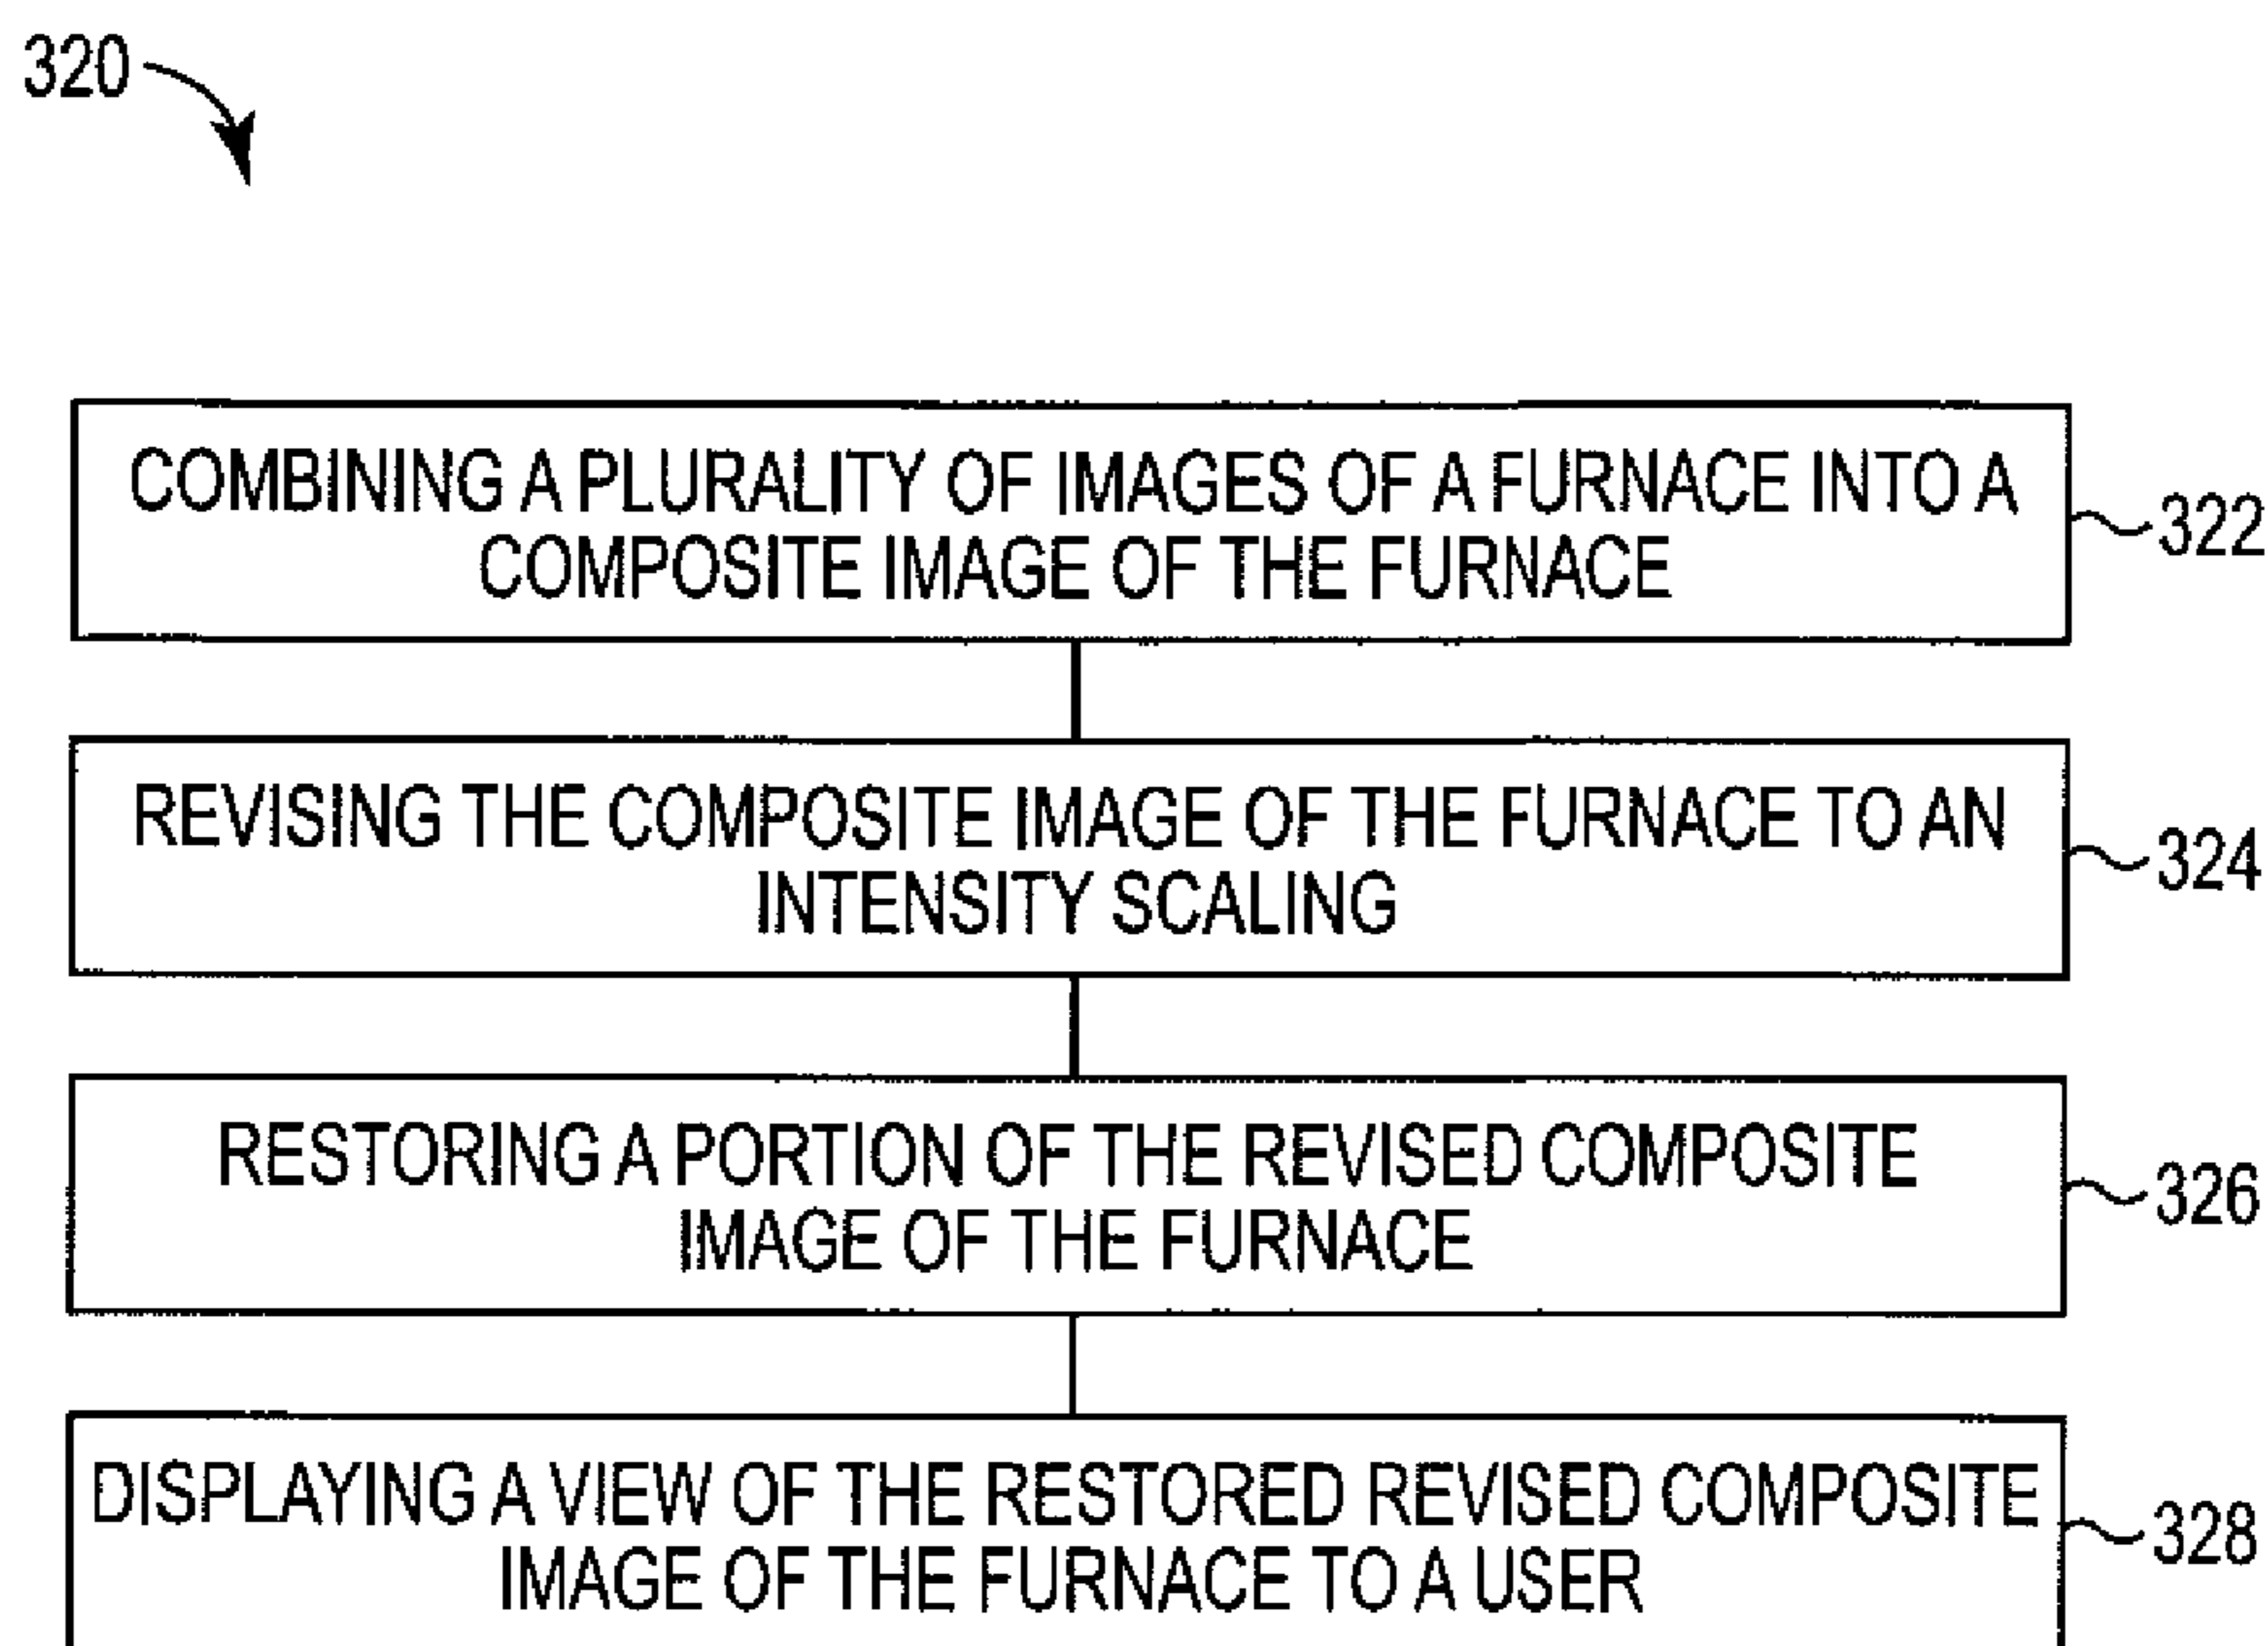 320
COMBINING A PLURALITY OF IMAGES OF A FURNACE INTO A
COMPOSITE IMAGE OF THE FURNACE
322
REVISING THE COMPOSITE IMAGE OF THE FURNACE TO AN
INTENSITY SCALING
324
RESTORING A PORTION OF THE REVISED COMPOSITE
IMAGE OF THE FURNACE
326
DISPLAYING A VIEW OF THE RESTORED REVISED COMPOSITE
IMAGE OF THE FURNACE TO A USER
328